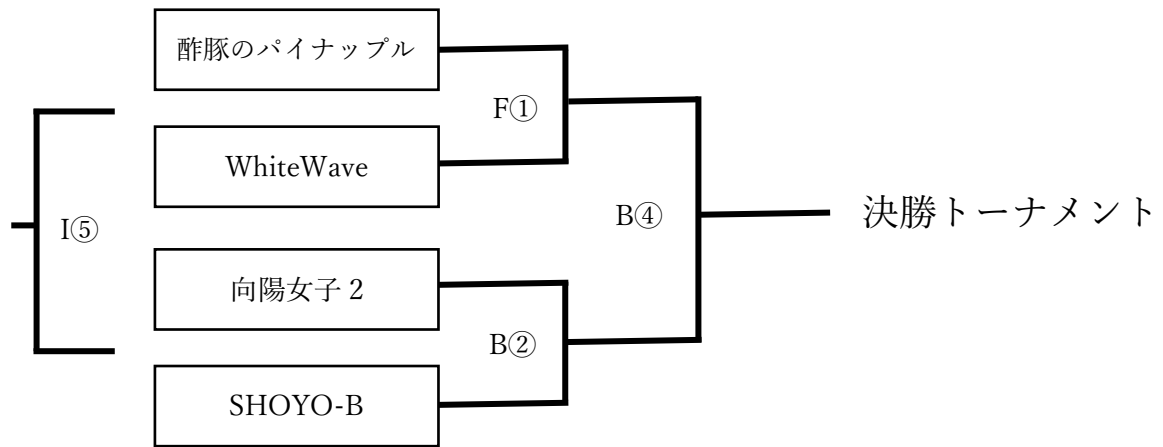 酢豚のパイナップル
F①
WhiteWave
I⑤
B④
決勝トーナメント
向陽女子２
B②
SHOYO-B